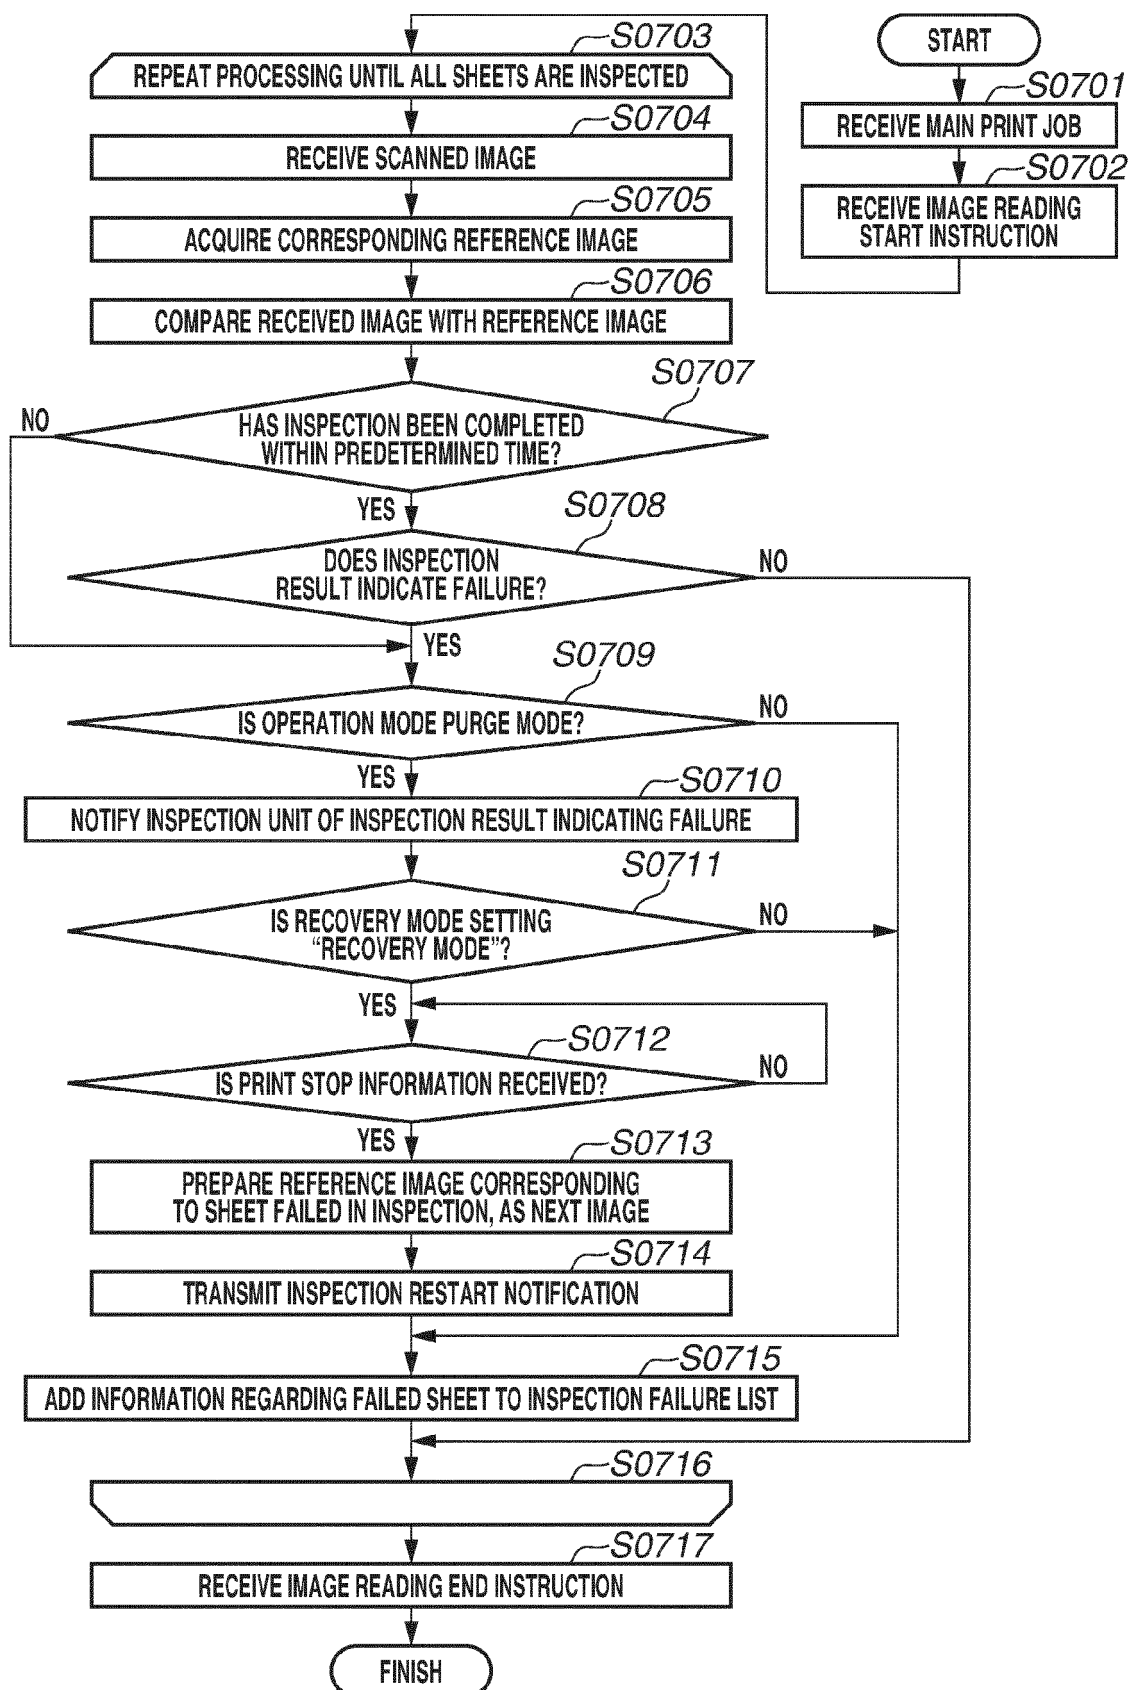 START
S0701
RECEIVE MAIN PRINT JOB
S0702
RECEIVE IMAGE READING
START INSTRUCTION
S0703
REPEAT PROCESSING UNTIL ALL SHEETS ARE INSPECTED
S0704
RECEIVE SCANNED IMAGE
S0705
ACQUIRE CORRESPONDING REFERENCE IMAGE
S0706
COMPARE RECEIVED IMAGE WITH REFERENCE IMAGE
S0707
NO
HAS INSPECTION BEEN COMPLETED
WITHIN PREDETERMINED TIME?
YES
S0708
DOES INSPECTION
RESULT INDICATE FAILURE?
NO
YES
S0709
IS OPERATION MODE PURGE MODE?
NO
YES
S0710
NOTIFY INSPECTION UNIT OF INSPECTION RESULT INDICATING FAILURE
S0711
IS RECOVERY MODE SETTING
“RECOVERY MODE”?
NO
YES
S0712
IS PRINT STOP INFORMATION RECEIVED?
NO
YES
S0713
PREPARE REFERENCE IMAGE CORRESPONDING
TO SHEET FAILED IN INSPECTION, AS NEXT IMAGE
S0714
TRANSMIT INSPECTION RESTART NOTIFICATION
S0715
ADD INFORMATION REGARDING FAILED SHEET TO INSPECTION FAILURE LIST
S0716
S0717
RECEIVE IMAGE READING END INSTRUCTION
FINISH